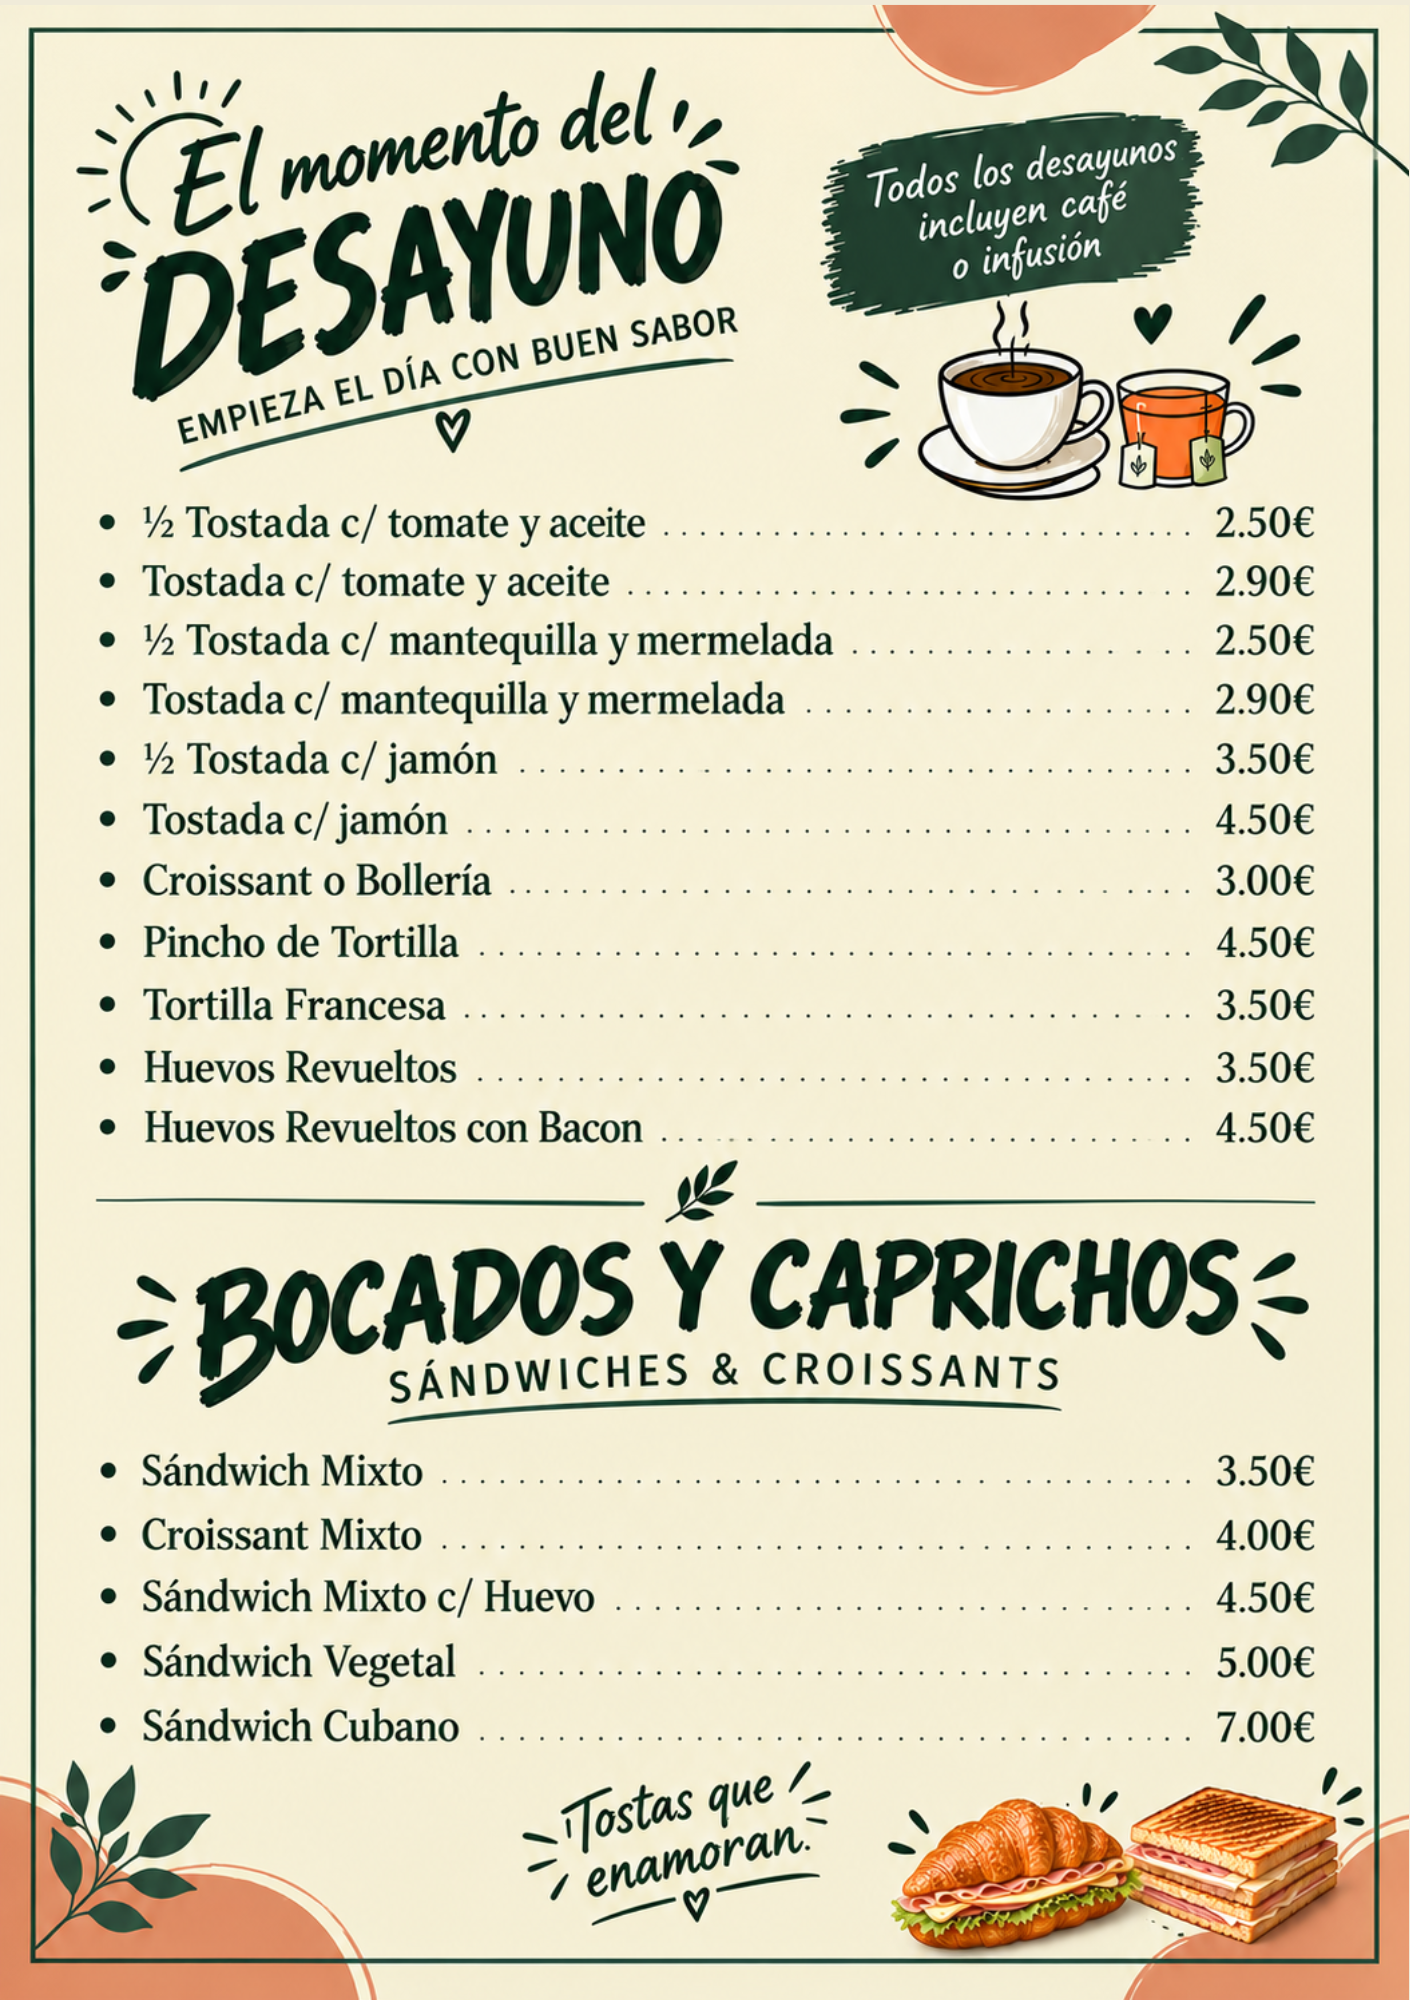 El momento del
DESAYUNO
EMPIEZA EL DÍA CON BUEN SABOR
Todos los desayunos
incluyen café
o infusión
• ½ Tostada c/ tomate y aceite 2.50€
• Tostada c/ tomate y aceite 2.90€
• ½ Tostada c/ mantequilla y mermelada 2.50€
• Tostada c/ mantequilla y mermelada 2.90€
• ½ Tostada c/ jamón 3.50€
• Tostada c/ jamón 4.50€
• Croissant o Bollería 3.00€
• Pincho de Tortilla 4.50€
• Tortilla Francesa 3.50€
• Huevos Revueltos 3.50€
• Huevos Revueltos con Bacon 4.50€
BOCADOS Y CAPRICHOS
SÁNDWICHES & CROISSANTS
• Sándwich Mixto 3.50€
• Croissant Mixto 4.00€
• Sándwich Mixto c/ Huevo 4.50€
• Sándwich Vegetal 5.00€
• Sándwich Cubano 7.00€
¡Tostas que
enamoran.